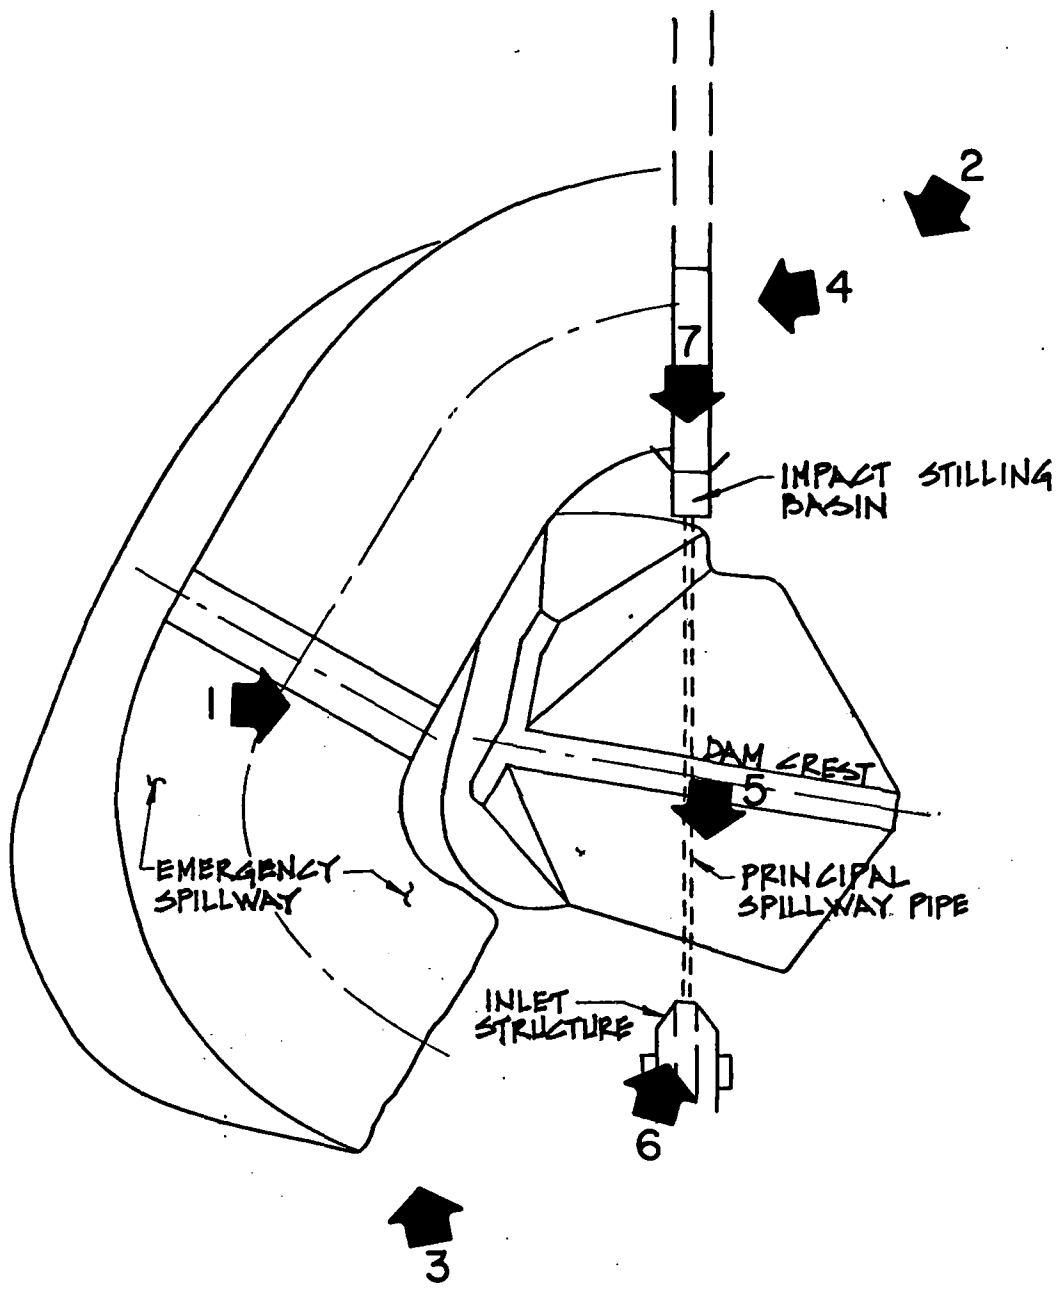 2
4
7
IMPACT STILLING
BASIN
1
DAM CREST
5
EMERGENCY
SPILLWAY
PRINCIPAL
SPILLWAY PIPE
INLET
STRUCTURE
6
3